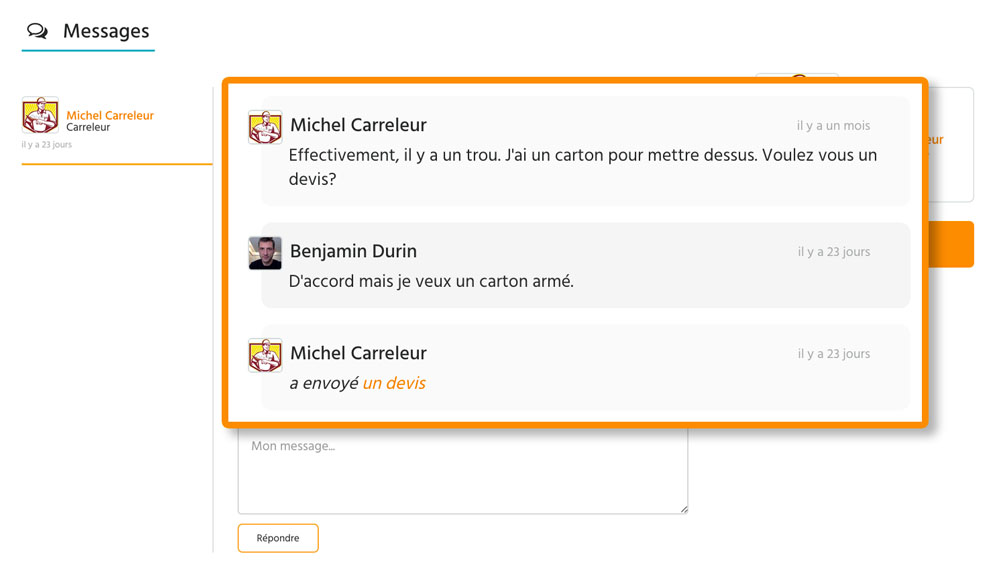 Messages
Michel Carreleur
Carreleur
il y a 23 jours
Michel Carreleur
il y a un mois
Effectivement, il y a un trou. J'ai un carton pour mettre dessus. Voulez vous un
devis?
Benjamin Durin
il y a 23 jours
D'accord mais je veux un carton armé.
Michel Carreleur
il y a 23 jours
a envoyé un devis
eur
Mon message...
Répondre